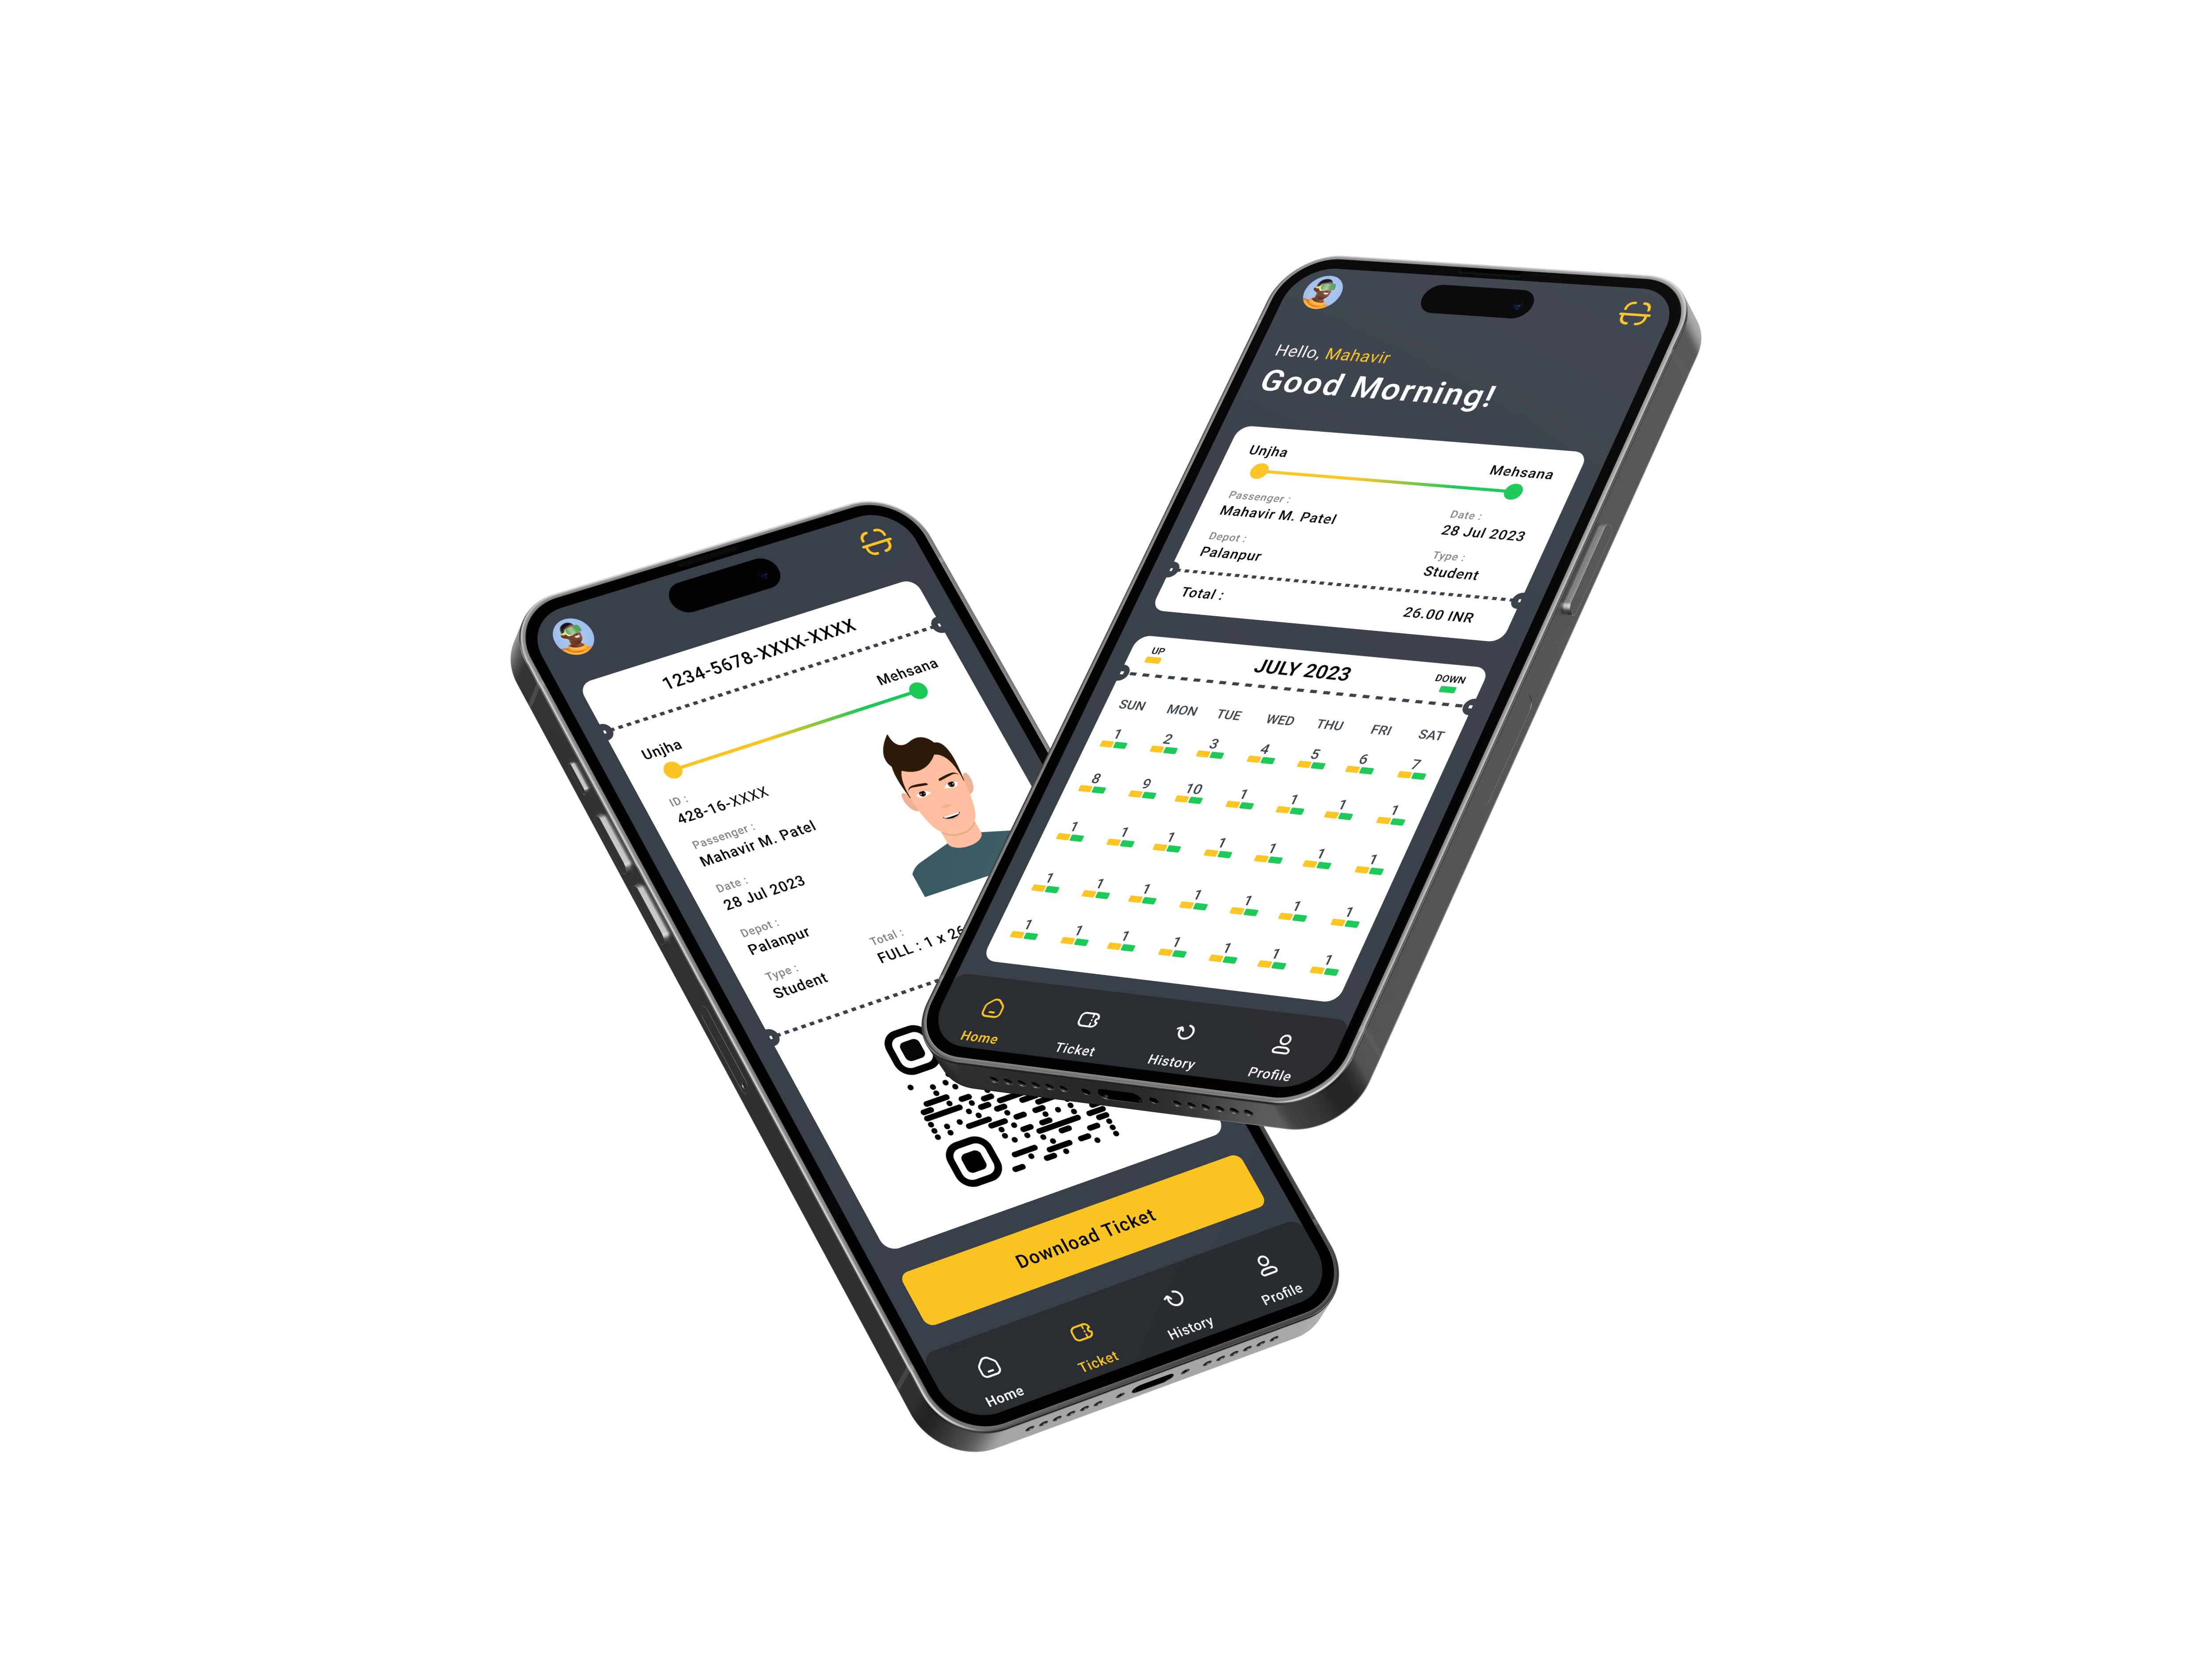 1234-5678-XXXX-XXXX
Unjha
Mehsana
ID :
428-16-XXXX
Passenger :
Mahavir M. Patel
Date :
28 Jul 2023
Depot :
Palanpur
Type :
Student
Total :
FULL : 1 x 26
Download Ticket
Home
Ticket
History
Profile
Hello, Mahavir
Good Morning!
Unjha
Mehsana
Passenger :
Mahavir M. Patel
Date :
28 Jul 2023
Depot :
Palanpur
Type :
Student
Total :
26.00 INR
UP
JULY 2023
DOWN
SUN MON TUE WED THU FRI SAT
1 2 3 4 5 6 7
8 9 10 1 1 1 1
1 1 1 1 1 1 1
1 1 1 1 1 1 1
1 1 1 1 1 1 1
Home
Ticket
History
Profile